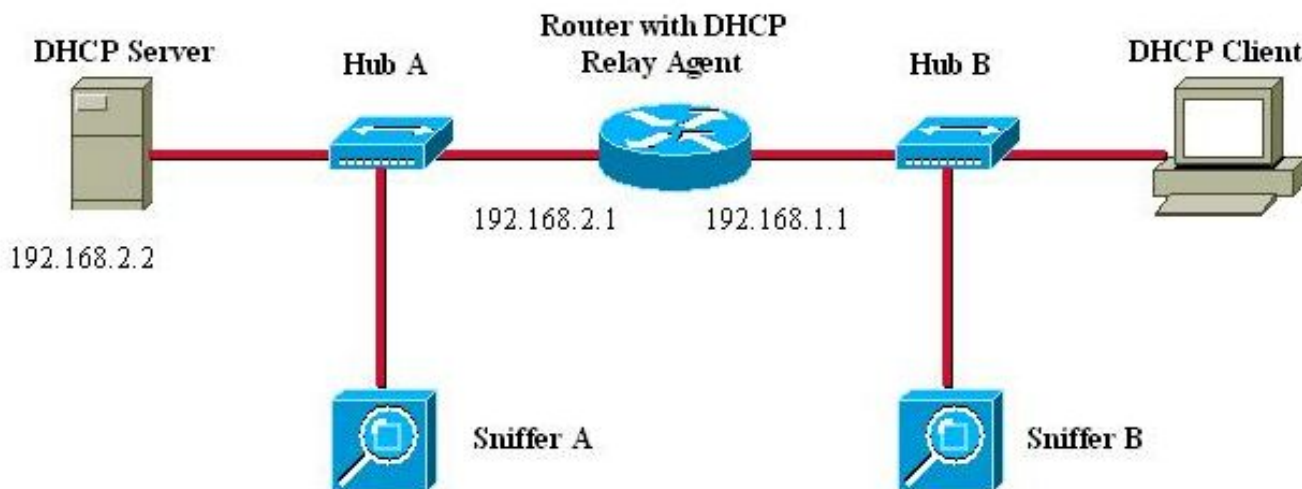 DHCP Server
Hub A
Router with DHCP
Relay Agent
Hub B
DHCP Client
192.168.2.2
192.168.2.1
192.168.1.1
Sniffer A
Sniffer B